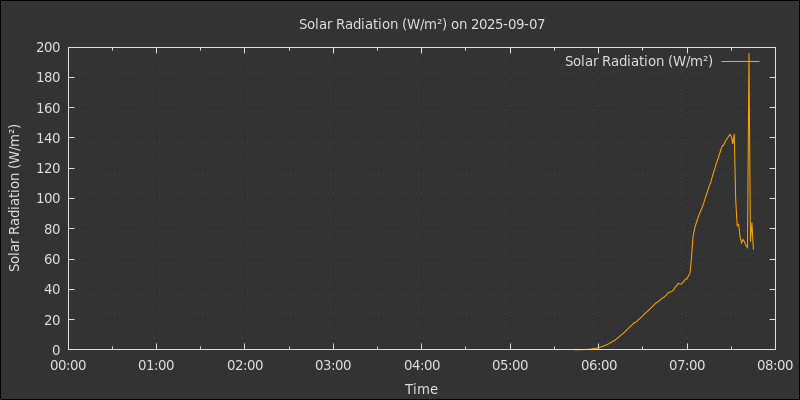 Solar Radiation (W/m²) on 2025-09-07
Solar Radiation (W/m²)
Solar Radiation (W/m²)
200
180
160
140
120
100
80
60
40
20
0
00:00 01:00 02:00 03:00 04:00 05:00 06:00 07:00 08:00
Time